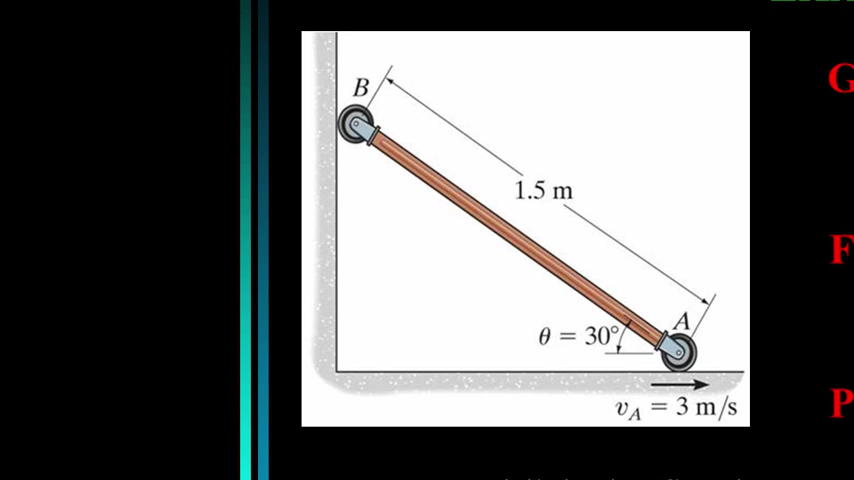 B
1.5 m
A
θ = 30°
v_A = 3 m/s
G
F
P